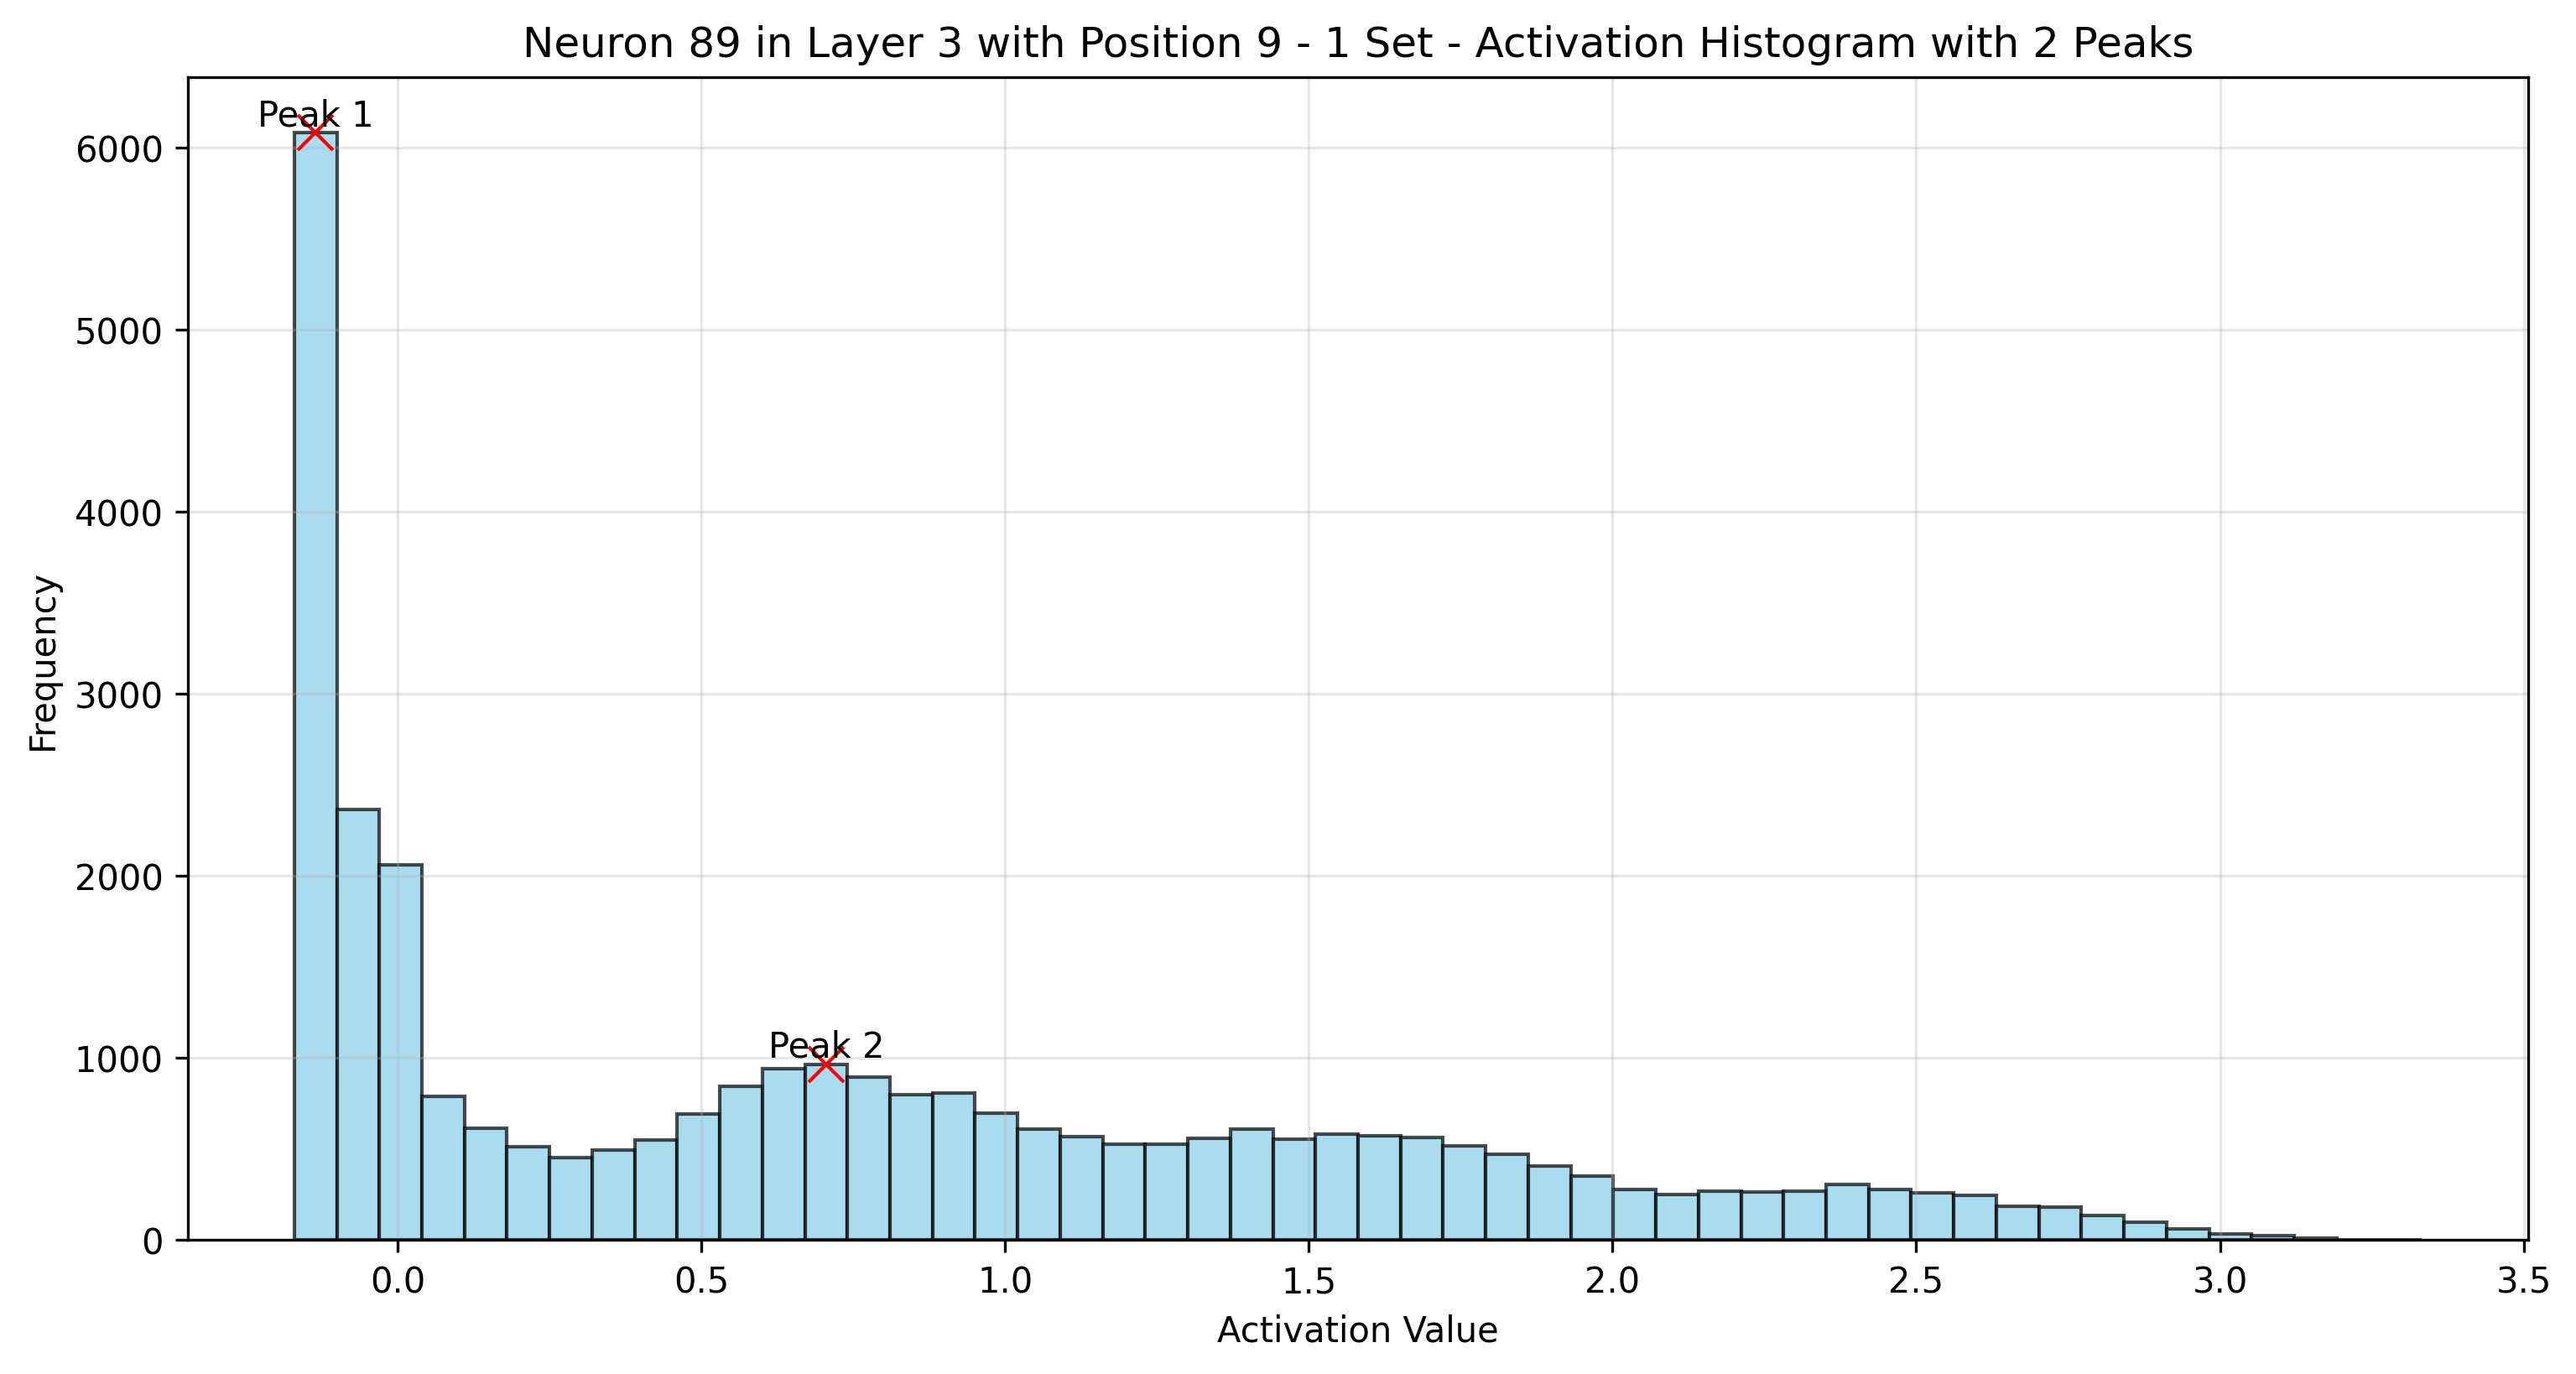 Neuron 89 in Layer 3 with Position 9 - 1 Set - Activation Histogram with 2 Peaks
Peak 1
Peak 2
Frequency
6000
5000
4000
3000
2000
1000
0
0.0 0.5 1.0 1.5 2.0 2.5 3.0 3.5
Activation Value